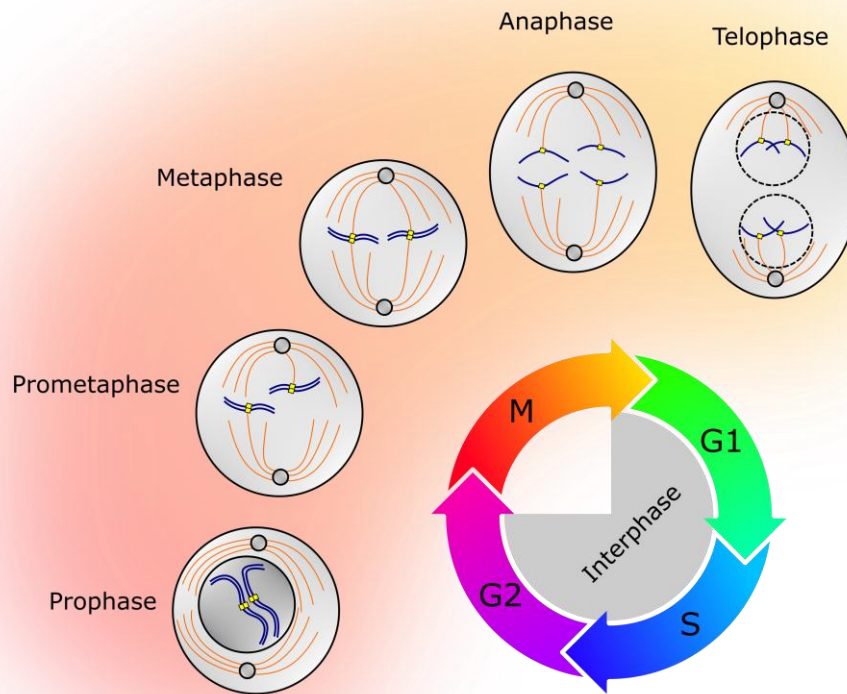 Anaphase
Telophase
Metaphase
Prometaphase
Prophase
M
G1
Interphase
G2
S